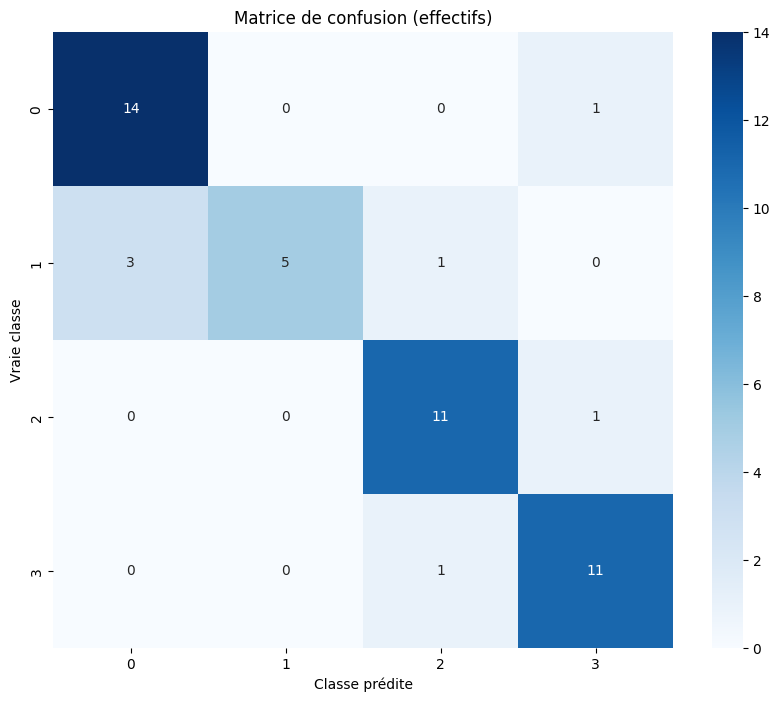 Matrice de confusion (effectifs)
14 0 0 1
3 5 1 0
0 0 11 1
0 0 1 11
0
1
2
3
Vraie classe
0 1 2 3
Classe prédite
14
12
10
8
6
4
2
0